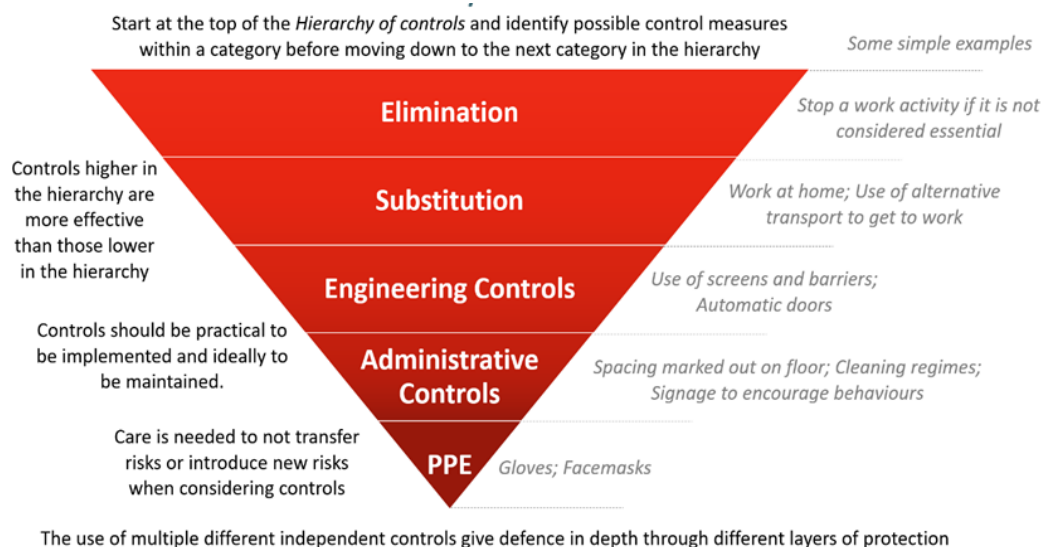 Start at the top of the Hierarchy of controls and identify possible control measures
within a category before moving down to the next category in the hierarchy
Some simple examples
Elimination
Stop a work activity if it is not
considered essential
Controls higher in
the hierarchy are
more effective
than those lower
in the hierarchy
Substitution
Work at home; Use of alternative
transport to get to work
Engineering Controls
Use of screens and barriers;
Automatic doors
Controls should be practical to
be implemented and ideally to
be maintained.
Administrative
Controls
Spacing marked out on floor; Cleaning regimes;
Signage to encourage behaviours
Care is needed to not transfer
risks or introduce new risks
when considering controls
PPE
Gloves; Facemasks
The use of multiple different independent controls give defence in depth through different layers of protection